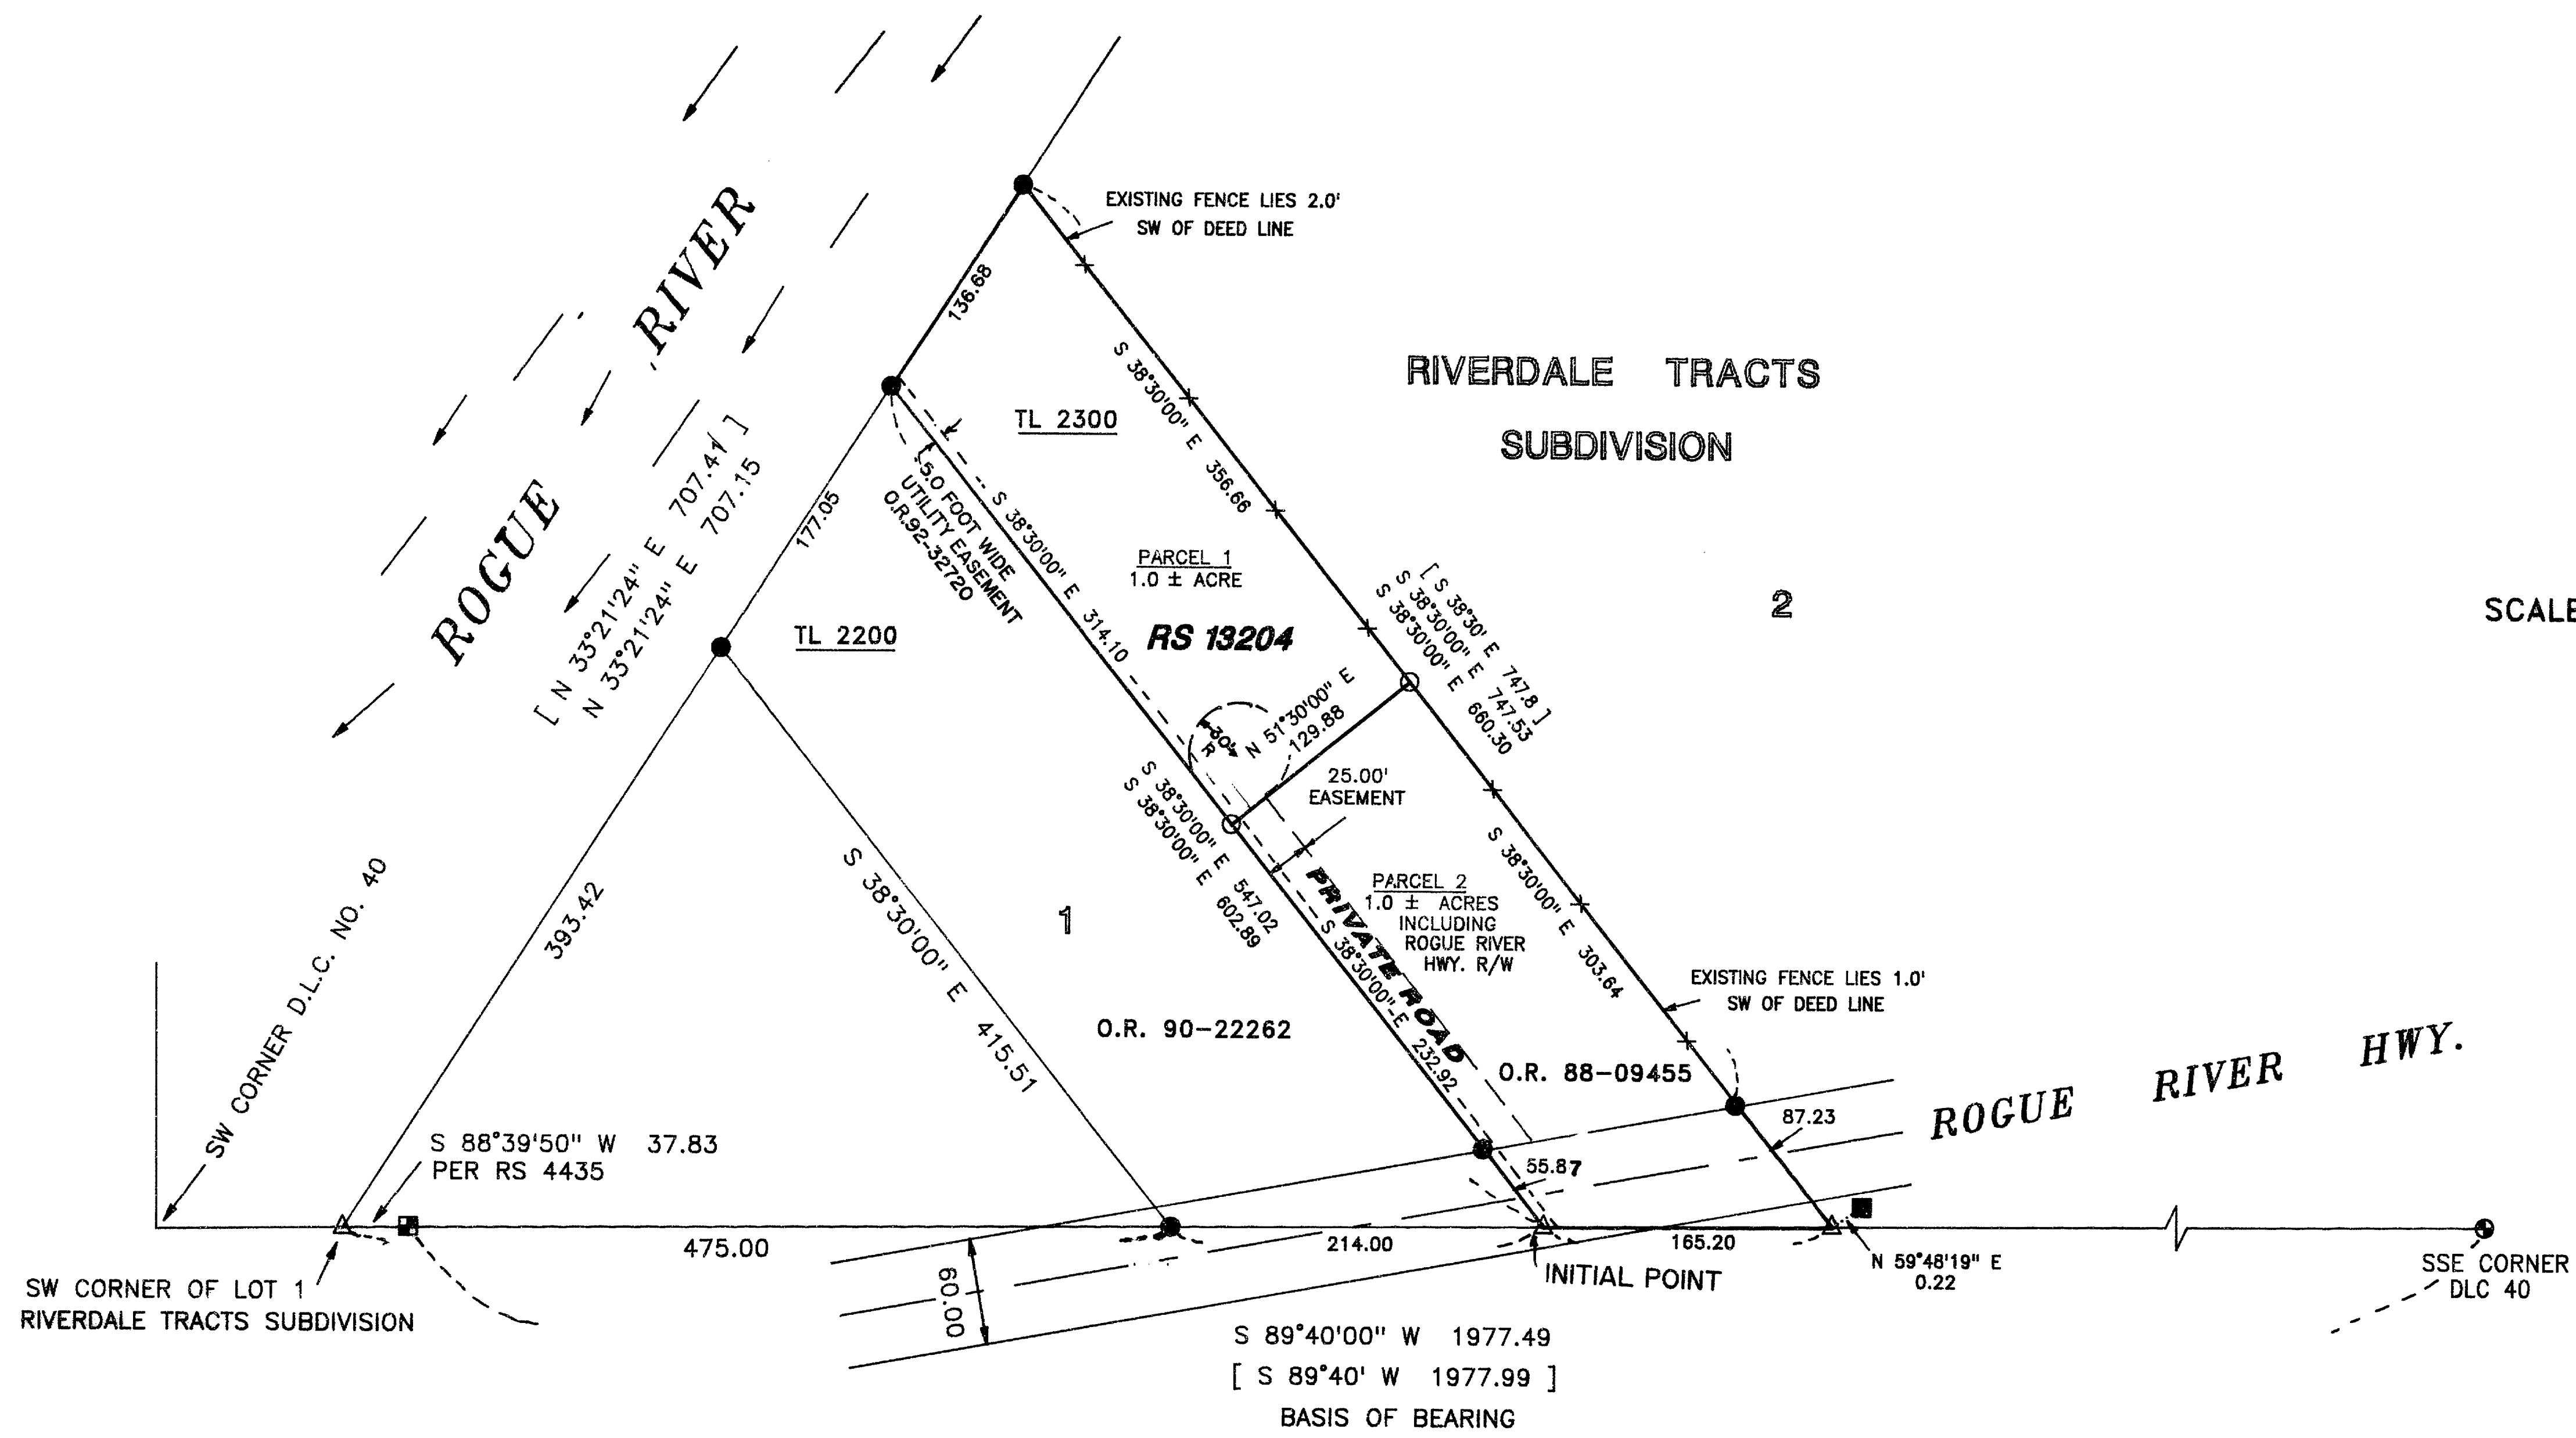 EXISTING FENCE LIES 2.0'
SW OF DEED LINE
ROGUE RIVER
136.68
S 38°30'00" E 356.66
RIVERDALE TRACTS
SUBDIVISION
TL 2300
[ N 33°21'24" E 707.41 ]
N 33°21'24" E 707.15
177.05
5.0 FOOT WIDE
UTILITY EASEMENT
O.R.92-32720
S 38°30'00" E 314.10
PARCEL 1
1.0 ± ACRE
RS 13204
TL 2200
2
SCALE
[ S 38°30' E 747.8 ]
S 38°30'00" E 747.53
S 38°30'00" E 660.30
30'
R
N 51°30'00" E
129.88
25.00'
EASEMENT
S 38°30'00" E 547.02
S 38°30'00" E 602.89
PRIVATE ROAD
S 38°30'00" E 232.92
PARCEL 2
1.0 ± ACRES
INCLUDING
ROGUE RIVER
HWY. R/W
S 38°30'00" E 303.64
SW CORNER D.L.C. NO. 40
393.42
S 38°30'00" E 415.51
1
O.R. 90-22262
EXISTING FENCE LIES 1.0'
SW OF DEED LINE
O.R. 88-09455
ROGUE RIVER HWY.
87.23
S 88°39'50" W 37.83
PER RS 4435
55.87
475.00
214.00
165.20
N 59°48'19" E
0.22
SSE CORNER
DLC 40
SW CORNER OF LOT 1
RIVERDALE TRACTS SUBDIVISION
60.00
INITIAL POINT
S 89°40'00" W 1977.49
[ S 89°40' W 1977.99 ]
BASIS OF BEARING